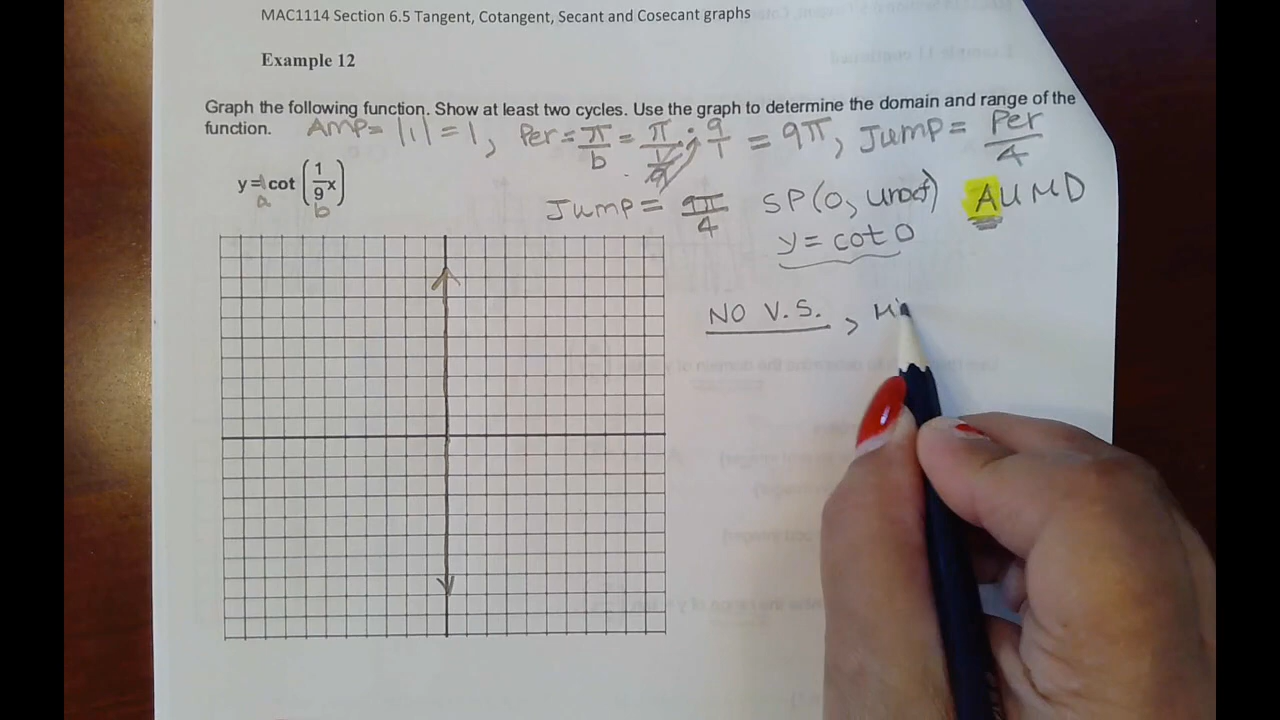 MAC1114 Section 6.5 Tangent, Cotangent, Secant and Cosecant graphs
Example 12
Graph the following function. Show at least two cycles. Use the graph to determine the domain and range of the
function. AMP = |1| = 1, Per = π/b = π/(1/9) · 9/1 = 9π, Jump = Per/4
y = 1 cot (1/9 x)
a b
Jump = 9π/4 SP(0, undef) AUMD
y = cot 0
NO V.S. ,